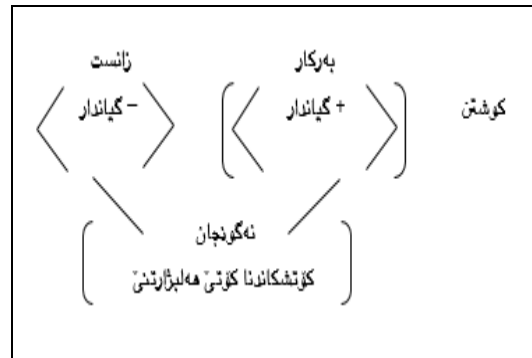 بەرکار زانست
کوشتن + گیاندار – گیاندار
نەگونجان
کۆتشکاندنا کۆتێ هەلبژارتنێ